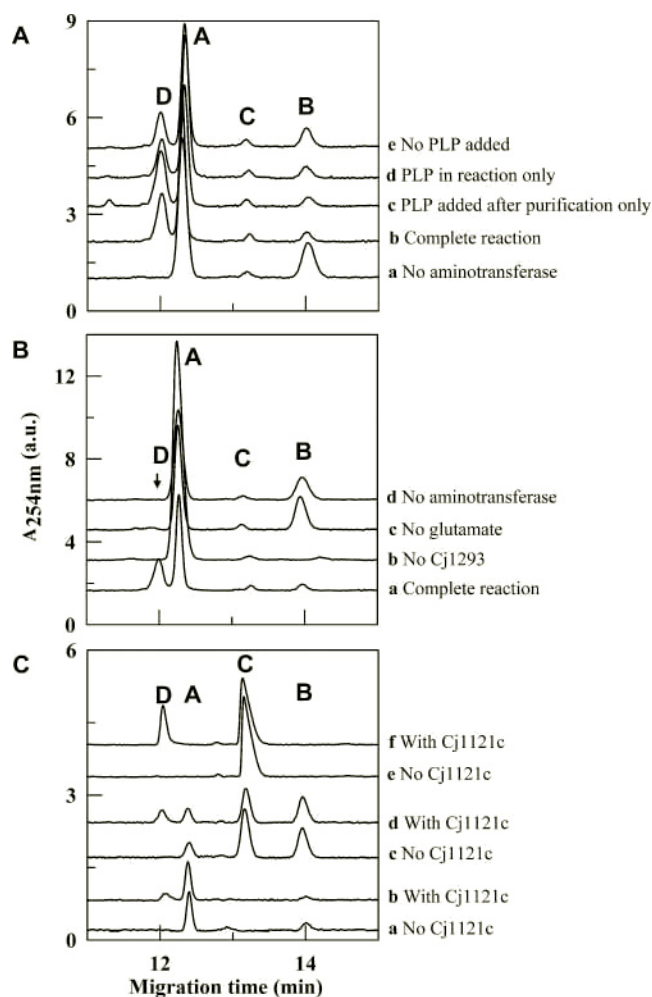 A
9
6
3
0
D
A
C
B
e No PLP added
d PLP in reaction only
c PLP added after purification only
b Complete reaction
a No aminotransferase
B
A254nm (a.u.)
12
8
4
0
D
A
C
B
d No aminotransferase
c No glutamate
b No Cj1293
a Complete reaction
C
6
3
0
D
A
C
B
f With Cj1121c
e No Cj1121c
d With Cj1121c
c No Cj1121c
b With Cj1121c
a No Cj1121c
12
14
Migration time (min)